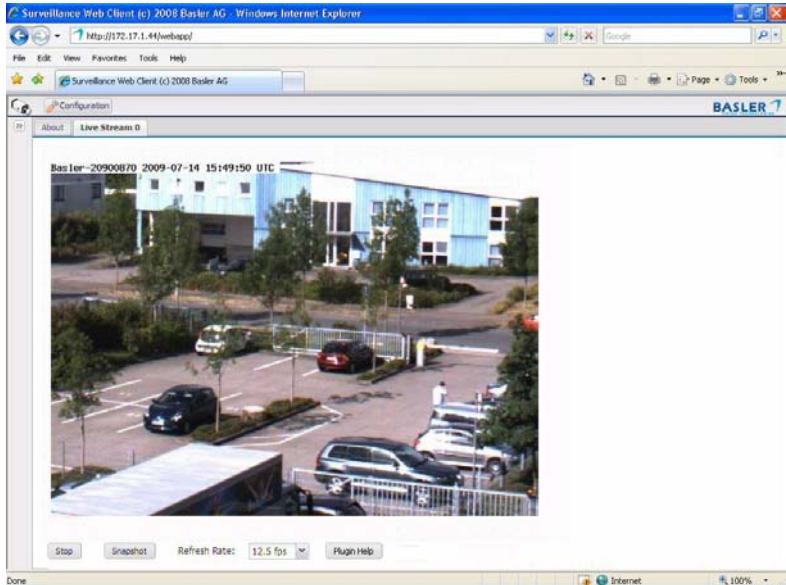 Surveillance Web Client (c) 2008 Basler AG - Windows Internet Explorer
http://172.17.1.44/webapp/
Google
File Edit View Favorites Tools Help
Surveillance Web Client (c) 2008 Basler AG
Page Tools
Configuration
BASLER
About Live Stream 0
Basler-20900870 2009-07-14 15:49:50 UTC
Stop Snapshot Refresh Rate: 12.5 fps Plugin Help
Done Internet 100%